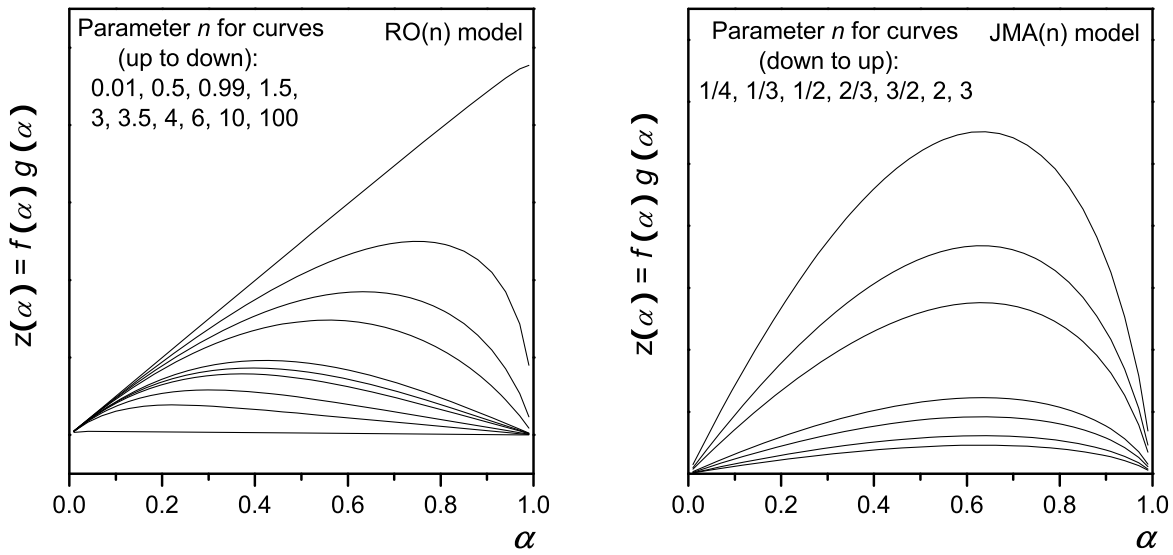 Parameter n for curves
(up to down):
0.01, 0.5, 0.99, 1.5,
3, 3.5, 4, 6, 10, 100
RO(n) model
z(α) = f (α) g (α)
0.0 0.2 0.4 0.6 0.8 1.0
α
Parameter n for curves
(down to up):
1/4, 1/3, 1/2, 2/3, 3/2, 2, 3
JMA(n) model
z(α) = f (α) g (α)
0.0 0.2 0.4 0.6 0.8 1.0
α